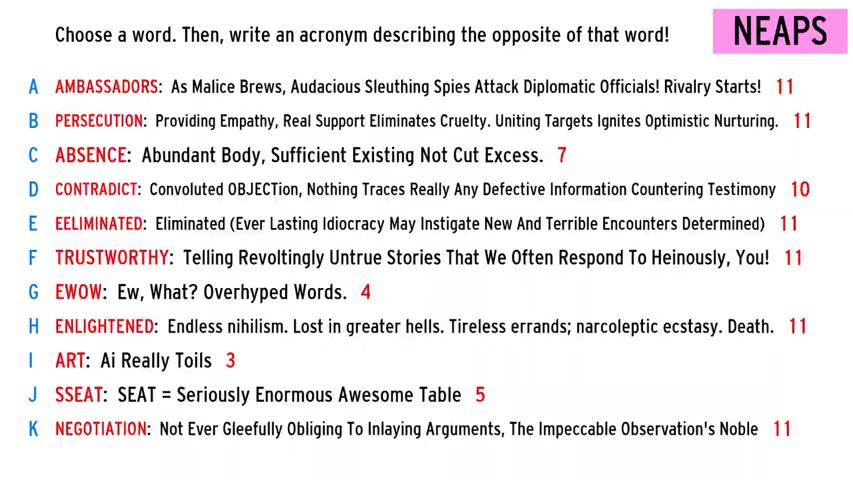 Choose a word. Then, write an acronym describing the opposite of that word!
NEAPS
A AMBASSADORS: As Malice Brews, Audacious Sleuthing Spies Attack Diplomatic Officials! Rivalry Starts! 11
B PERSECUTION: Providing Empathy, Real Support Eliminates Cruelty. Uniting Targets Ignites Optimistic Nurturing. 11
C ABSENCE: Abundant Body, Sufficient Existing Not Cut Excess. 7
D CONTRADICT: Convoluted OBJECTion, Nothing Traces Really Any Defective Information Countering Testimony 10
E EELIMINATED: Eliminated (Ever Lasting Idiocracy May Instigate New And Terrible Encounters Determined) 11
F TRUSTWORTHY: Telling Revoltingly Untrue Stories That We Often Respond To Heinously, You! 11
G EWOW: Ew, What? Overhyped Words. 4
H ENLIGHTENED: Endless nihilism. Lost in greater hells. Tireless errands; narcoleptic ecstasy. Death. 11
I ART: Ai Really Toils 3
J SSEAT: SEAT = Seriously Enormous Awesome Table 5
K NEGOTIATION: Not Ever Gleefully Obliging To Inlaying Arguments, The Impeccable Observation's Noble 11